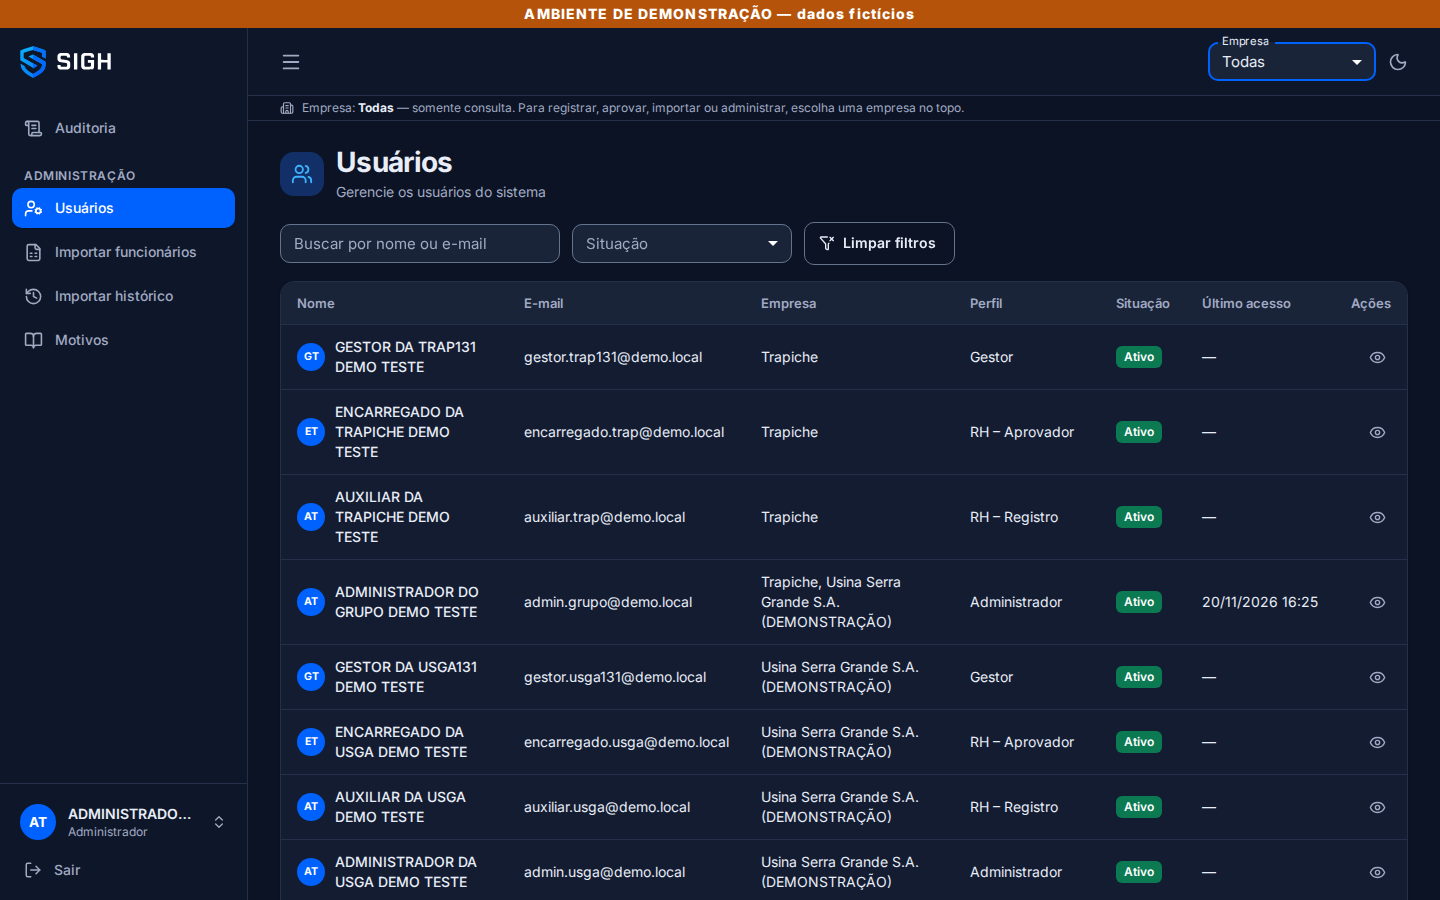 AMBIENTE DE DEMONSTRAÇÃO — dados fictícios
SIGH
Empresa
Todas
Empresa: Todas — somente consulta. Para registrar, aprovar, importar ou administrar, escolha uma empresa no topo.
Auditoria
ADMINISTRAÇÃO
Usuários
Importar funcionários
Importar histórico
Motivos
Usuários
Gerencie os usuários do sistema
Buscar por nome ou e-mail
Situação
Limpar filtros
Nome E-mail Empresa Perfil Situação Último acesso Ações
GT GESTOR DA TRAP131
DEMO TESTE
gestor.trap131@demo.local Trapiche Gestor Ativo —
ET ENCARREGADO DA
TRAPICHE DEMO
TESTE
encarregado.trap@demo.local Trapiche RH – Aprovador Ativo —
AT AUXILIAR DA
TRAPICHE DEMO
TESTE
auxiliar.trap@demo.local Trapiche RH – Registro Ativo —
AT ADMINISTRADOR DO
GRUPO DEMO TESTE
admin.grupo@demo.local
Trapiche, Usina Serra
Grande S.A.
(DEMONSTRAÇÃO)
Administrador Ativo 20/11/2026 16:25
GT GESTOR DA USGA131
DEMO TESTE
gestor.usga131@demo.local
Usina Serra Grande S.A.
(DEMONSTRAÇÃO)
Gestor Ativo —
ET ENCARREGADO DA
USGA DEMO TESTE
encarregado.usga@demo.local
Usina Serra Grande S.A.
(DEMONSTRAÇÃO)
RH – Aprovador Ativo —
AT AUXILIAR DA USGA
DEMO TESTE
auxiliar.usga@demo.local
Usina Serra Grande S.A.
(DEMONSTRAÇÃO)
RH – Registro Ativo —
AT ADMINISTRADOR DA
USGA DEMO TESTE
admin.usga@demo.local
Usina Serra Grande S.A.
(DEMONSTRAÇÃO)
Administrador Ativo —
AT ADMINISTRADO...
Administrador
Sair